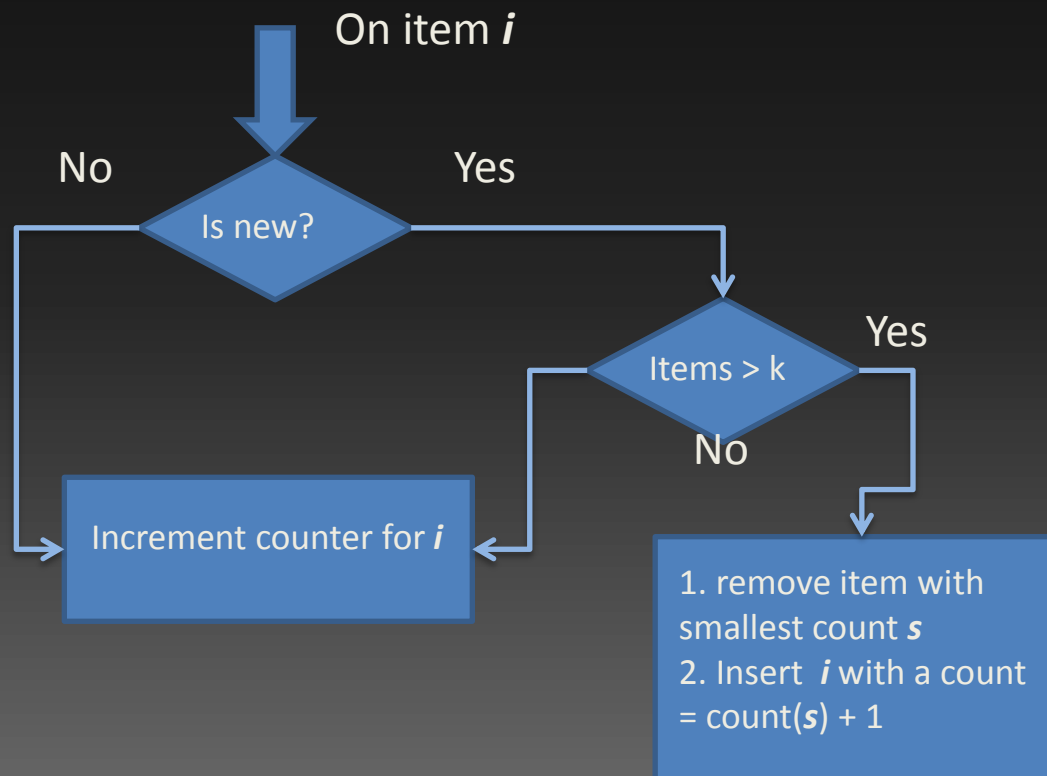 On item i
No
Yes
Is new?
Yes
Items > k
No
Increment counter for i
1. remove item with
smallest count s
2. Insert i with a count
= count(s) + 1